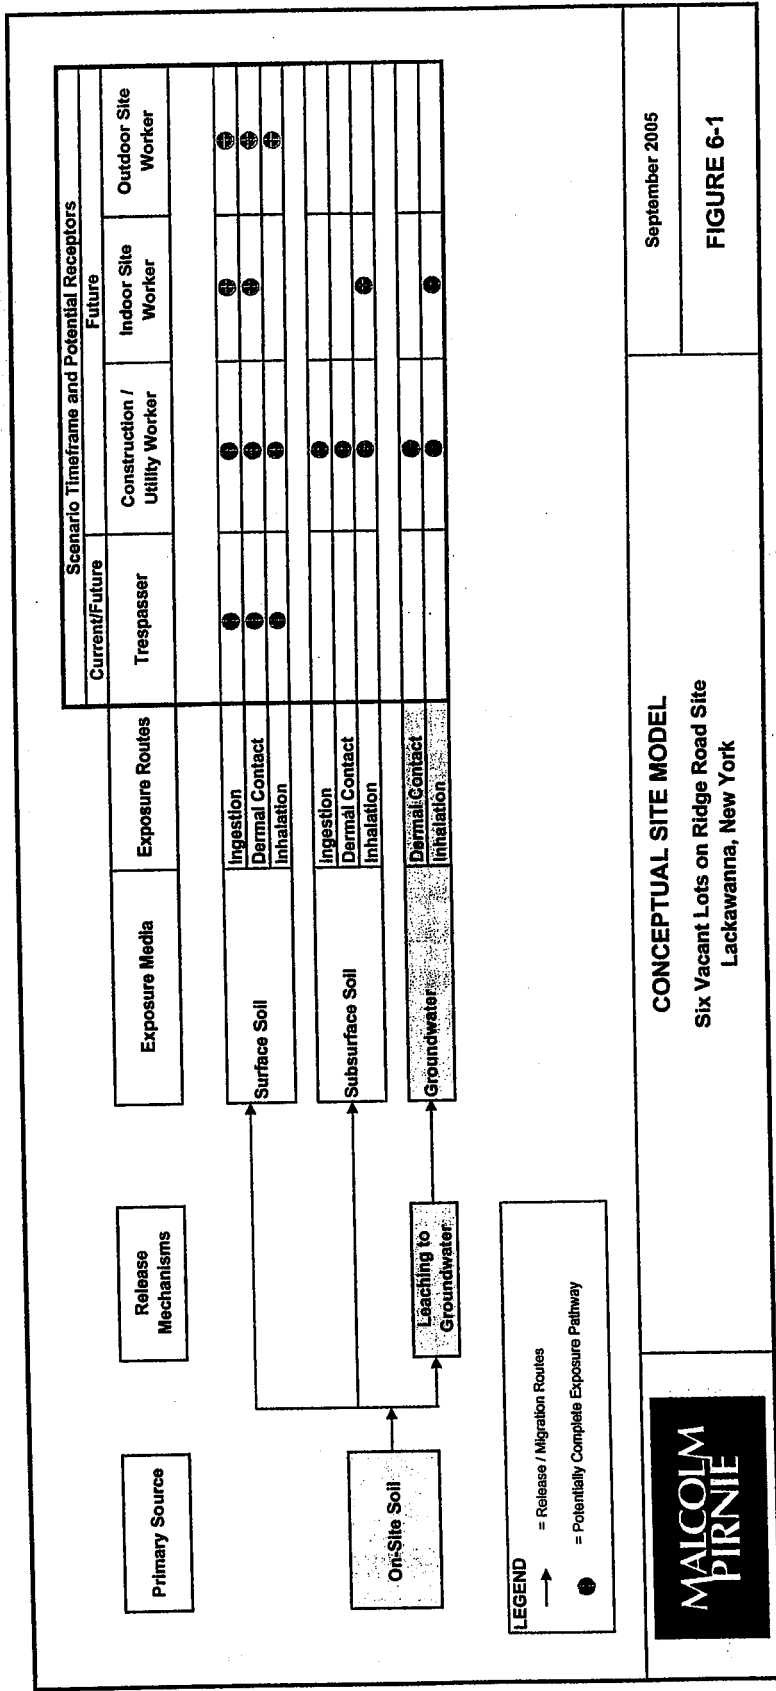 Scenario Timeframe and Potential Receptors
Current/Future
Future
Primary Source
Release
Mechanisms
Exposure Media
Exposure Routes
Trespasser
Construction /
Utility Worker
Indoor Site
Worker
Outdoor Site
Worker
On-Site Soil
Surface Soil
Ingestion
Dermal Contact
Inhalation
Subsurface Soil
Ingestion
Dermal Contact
Inhalation
Leaching to
Groundwater
Groundwater
Dermal Contact
Inhalation
LEGEND
= Release / Migration Routes
= Potentially Complete Exposure Pathway
MALCOLM
PIRNIE
CONCEPTUAL SITE MODEL
Six Vacant Lots on Ridge Road Site
Lackawanna, New York
September 2005
FIGURE 6-1